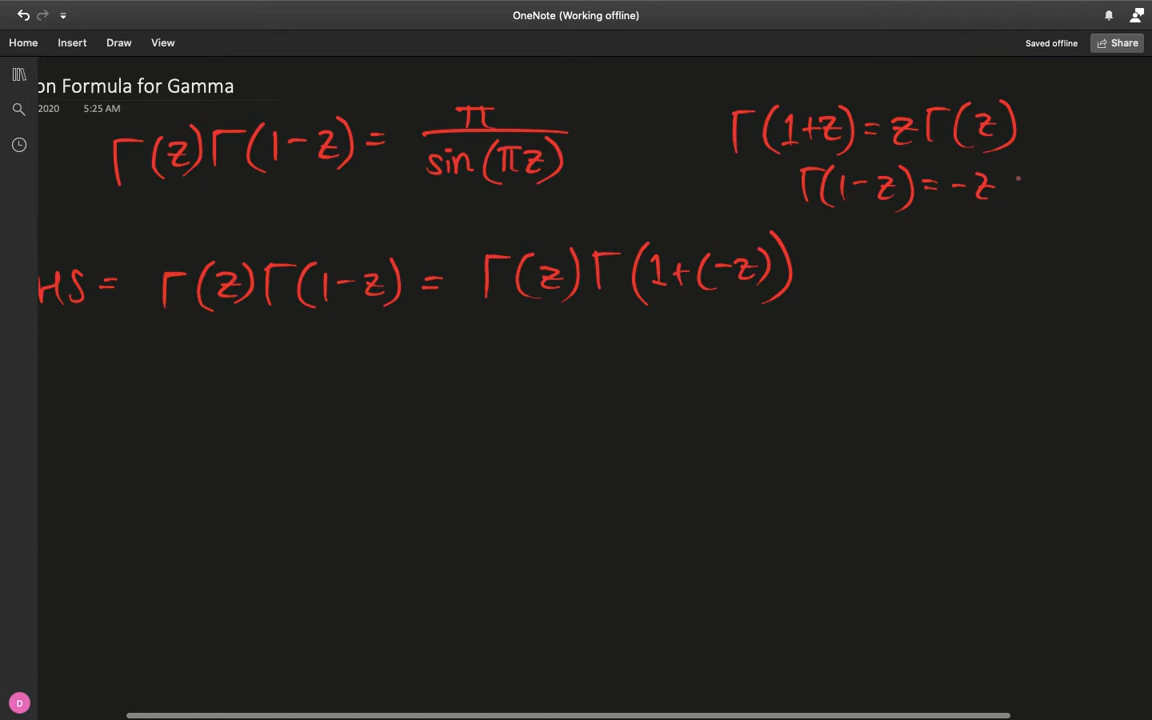 OneNote (Working offline)
Home Insert Draw View
Saved offline Share
on Formula for Gamma
2020 5:25 AM
Γ(z)Γ(1-z)= π/sin(πz)
Γ(1+z)=zΓ(z)
Γ(1-z)=-z
HS = Γ(z)Γ(1-z) = Γ(z)Γ(1+(-z))
D